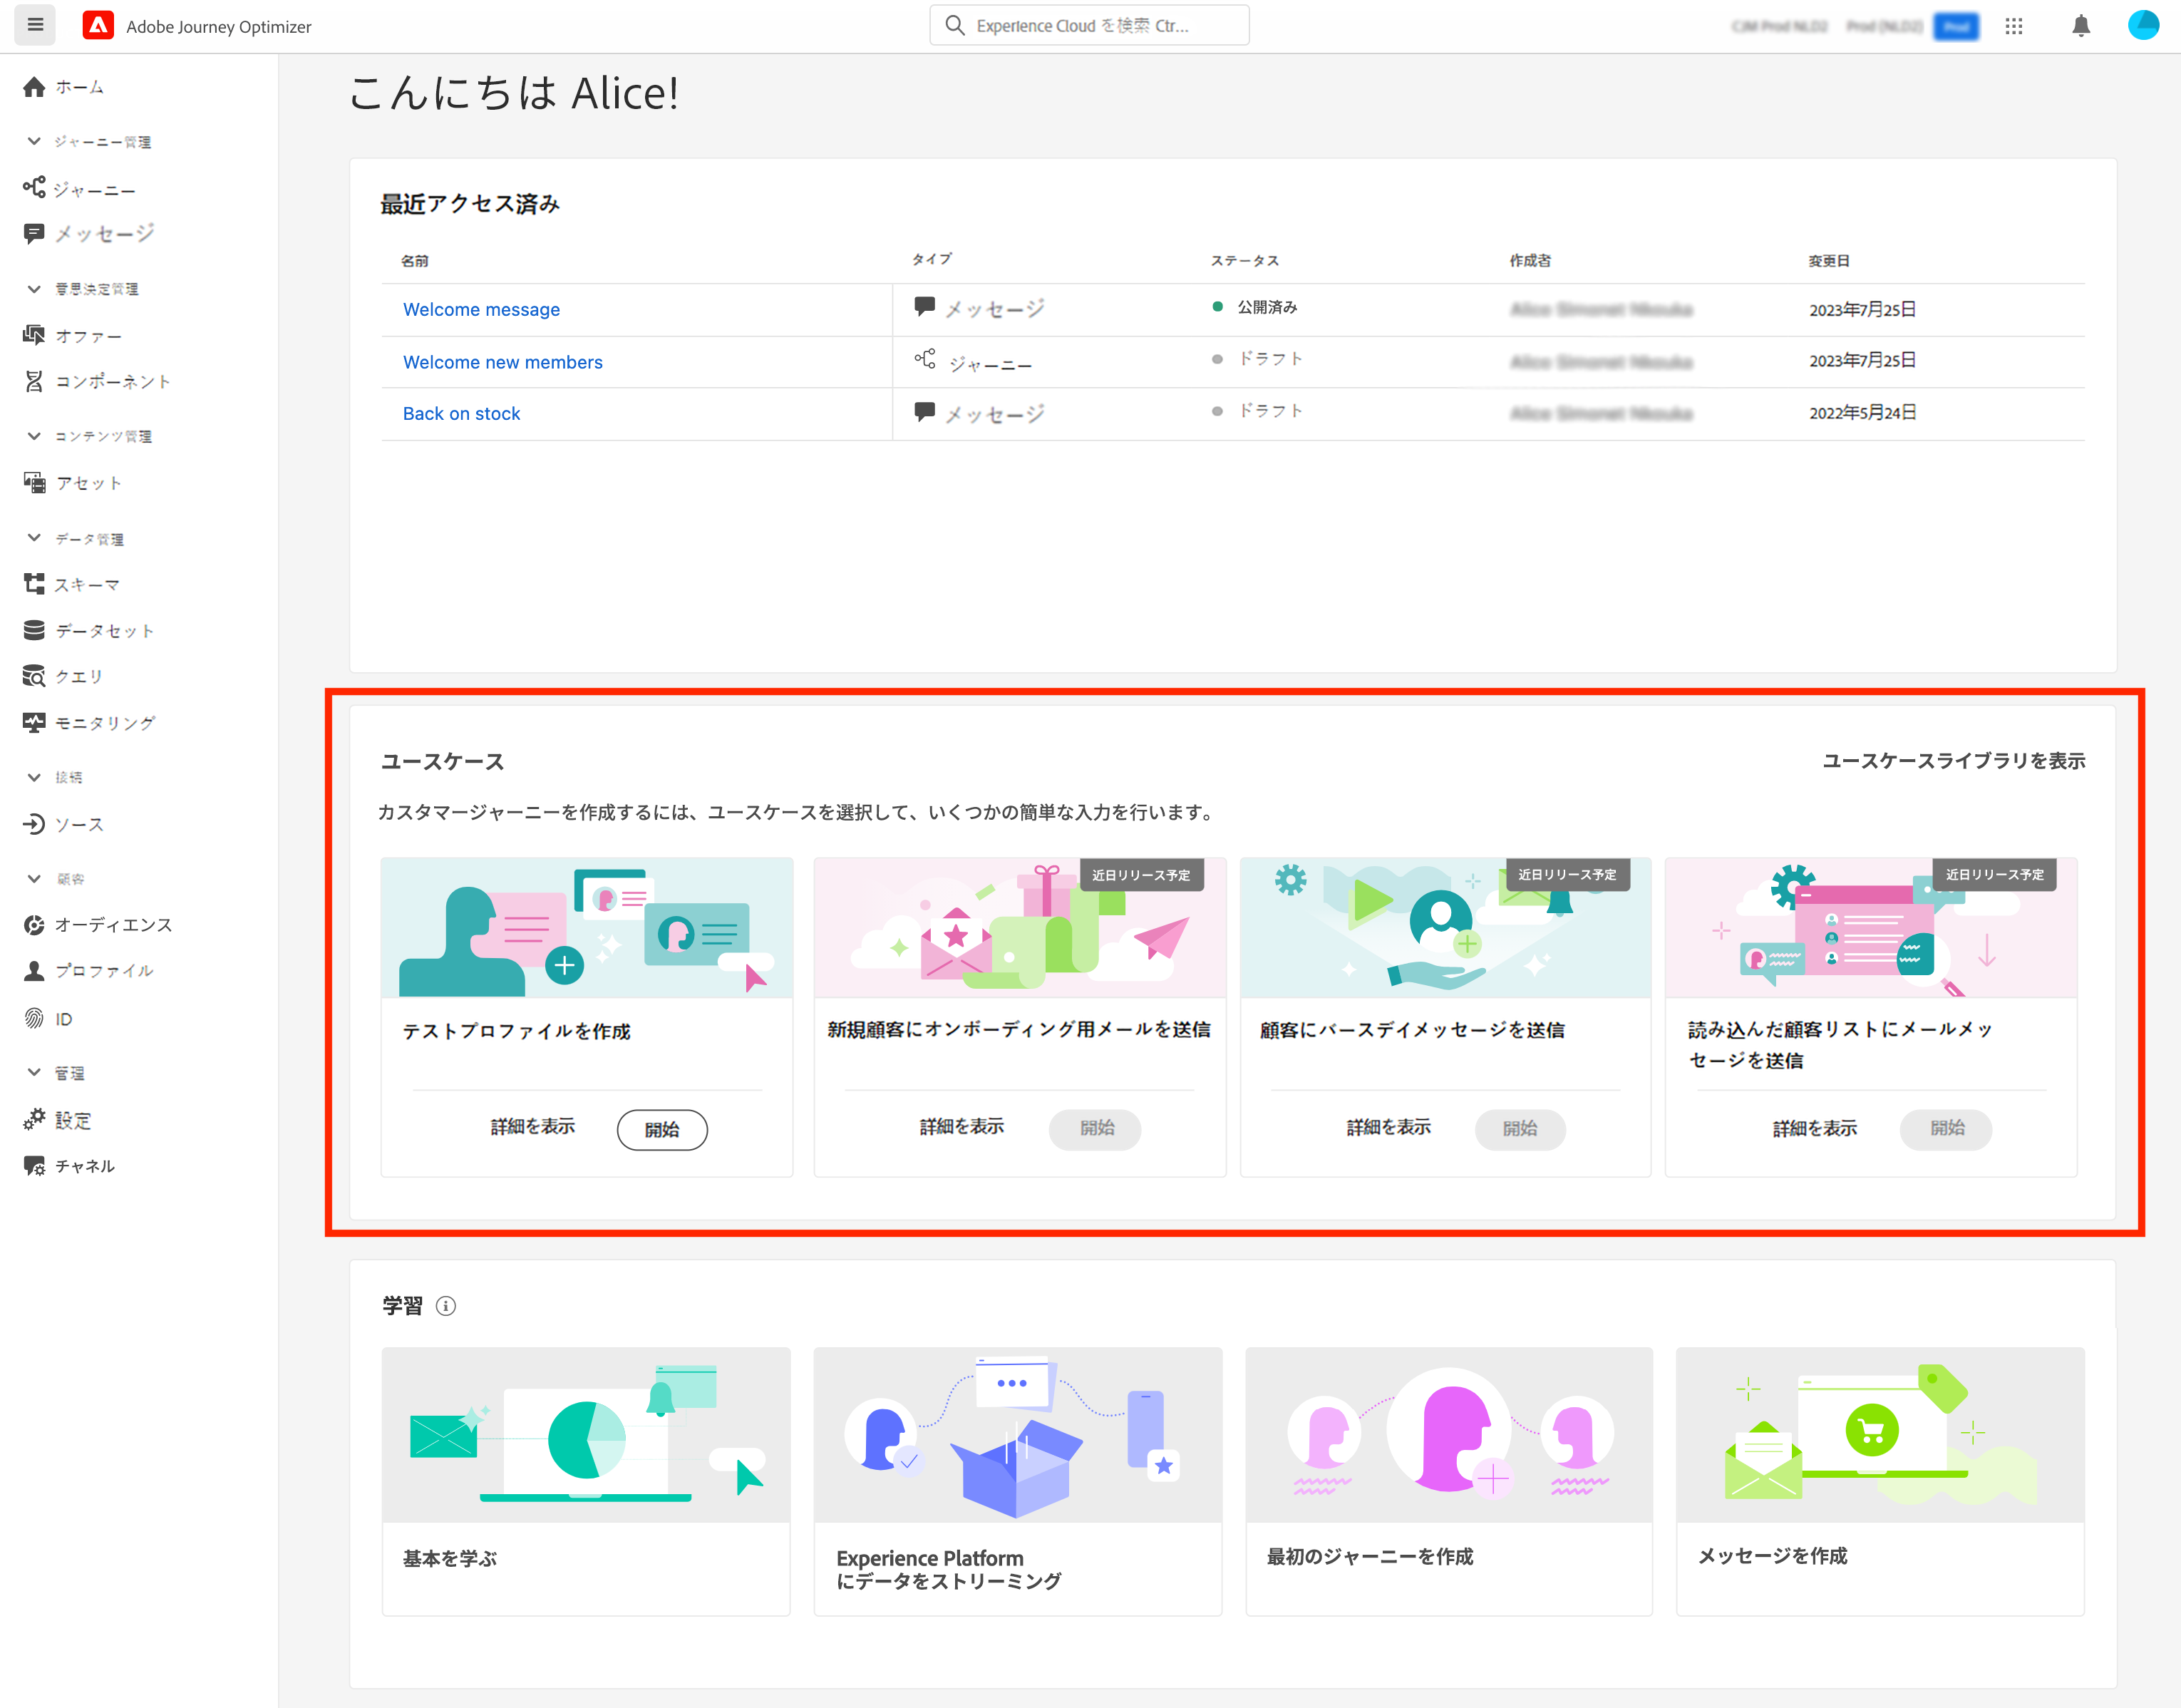 Adobe Journey Optimizer
Experience Cloud を検索 Ctr...
ホーム
ジャーニー管理
ジャーニー
メッセージ
意思決定管理
オファー
コンポーネント
コンテンツ管理
アセット
データ管理
スキーマ
データセット
クエリ
モニタリング
接続
ソース
顧客
オーディエンス
プロファイル
ID
管理
設定
チャネル
こんにちは Alice!
最近アクセス済み
名前 タイプ ステータス 作成者 変更日
Welcome message メッセージ 公開済み 2023年7月25日
Welcome new members ジャーニー ドラフト 2023年7月25日
Back on stock メッセージ ドラフト 2022年5月24日
ユースケース ユースケースライブラリを表示
カスタマージャーニーを作成するには、ユースケースを選択して、いくつかの簡単な入力を行います。
テストプロファイルを作成
詳細を表示 開始
近日リリース予定
新規顧客にオンボーディング用メールを送信
詳細を表示 開始
近日リリース予定
顧客にバースデイメッセージを送信
詳細を表示 開始
近日リリース予定
読み込んだ顧客リストにメールメッ
セージを送信
詳細を表示 開始
学習
基本を学ぶ
Experience Platform
にデータをストリーミング
最初のジャーニーを作成
メッセージを作成